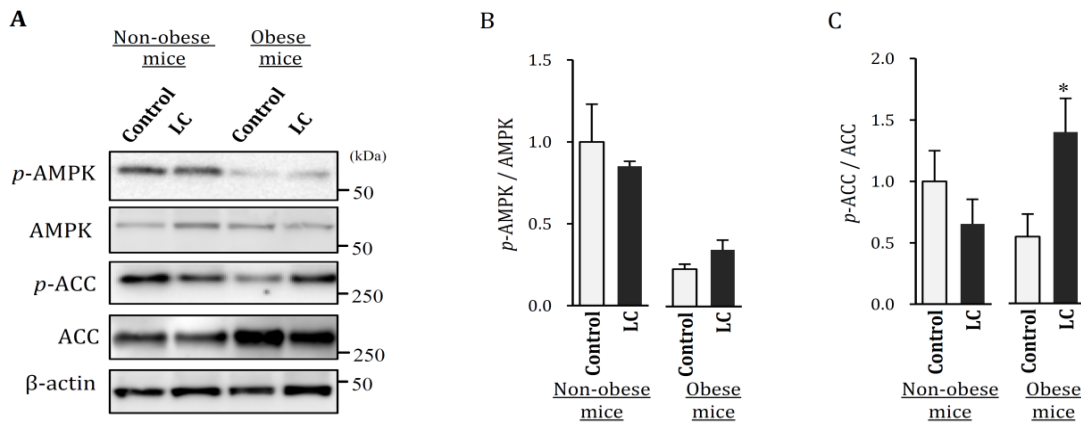 A
Non-obese mice
Obese mice
Control
LC
Control
LC
(kDa)
p-AMPK
50
AMPK
50
p-ACC
250
ACC
250
β-actin
50
B
p-AMPK / AMPK
1.5
1.0
0.5
0.0
Control
LC
Control
LC
Non-obese
mice
Obese
mice
C
p-ACC / ACC
2.0
1.5
1.0
0.5
0.0
*
Control
LC
Control
LC
Non-obese
mice
Obese
mice